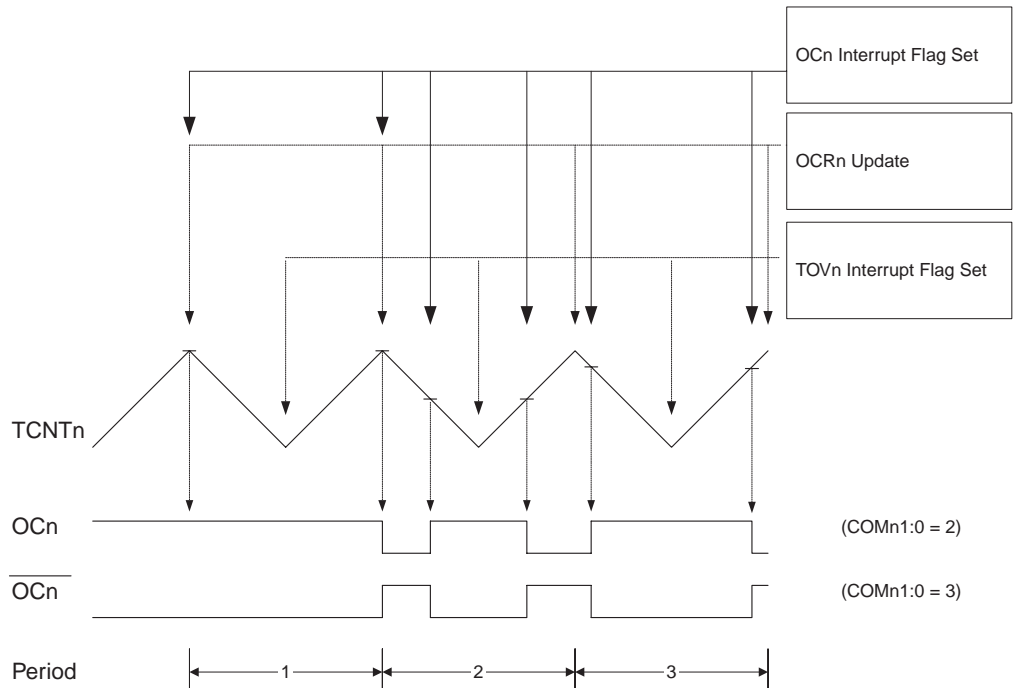 OCn Interrupt Flag Set
OCRn Update
TOVn Interrupt Flag Set
TCNTn
OCn
(COMn1:0 = 2)
OCn
(COMn1:0 = 3)
Period
1
2
3